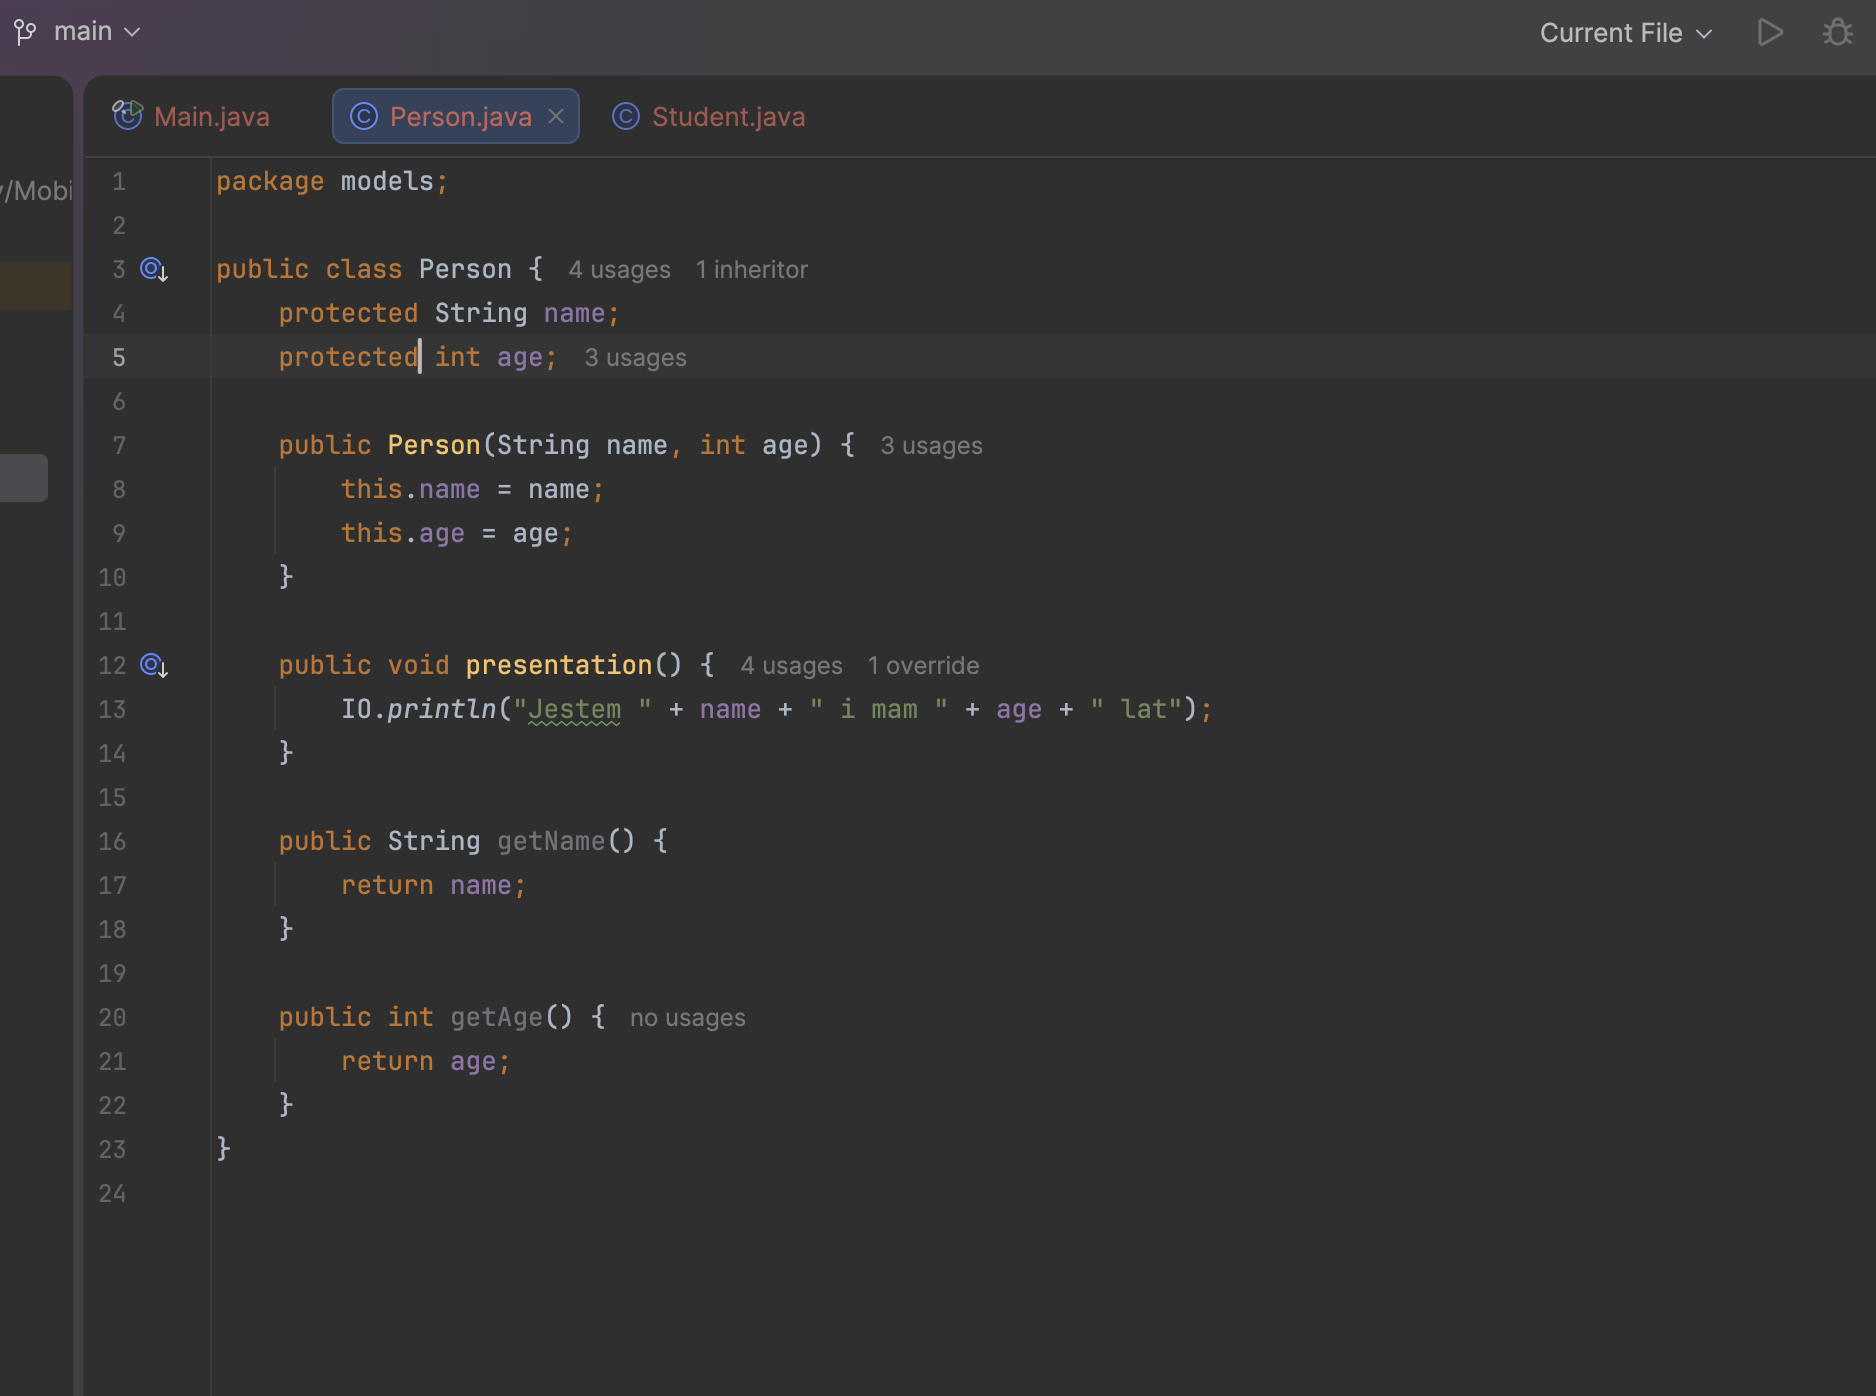 main
Current File
Main.java
Person.java
Student.java
/Mobi
1 package models;
2
3 public class Person { 4 usages 1 inheritor
4 protected String name;
5 protected int age; 3 usages
6
7 public Person(String name, int age) { 3 usages
8 this.name = name;
9 this.age = age;
10 }
11
12 public void presentation() { 4 usages 1 override
13 IO.println("Jestem " + name + " i mam " + age + " lat");
14 }
15
16 public String getName() {
17 return name;
18 }
19
20 public int getAge() { no usages
21 return age;
22 }
23 }
24